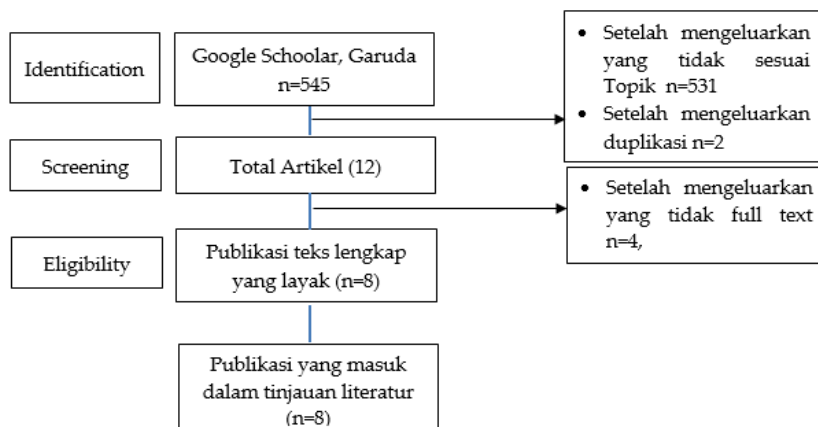 Identification
Google Schoolar, Garuda
n=545
• Setelah mengeluarkan
yang tidak sesuai
Topik n=531
• Setelah mengeluarkan
duplikasi n=2
Screening
Total Artikel (12)
• Setelah mengeluarkan
yang tidak full text
n=4,
Eligibility
Publikasi teks lengkap
yang layak (n=8)
Publikasi yang masuk
dalam tinjauan literatur
(n=8)